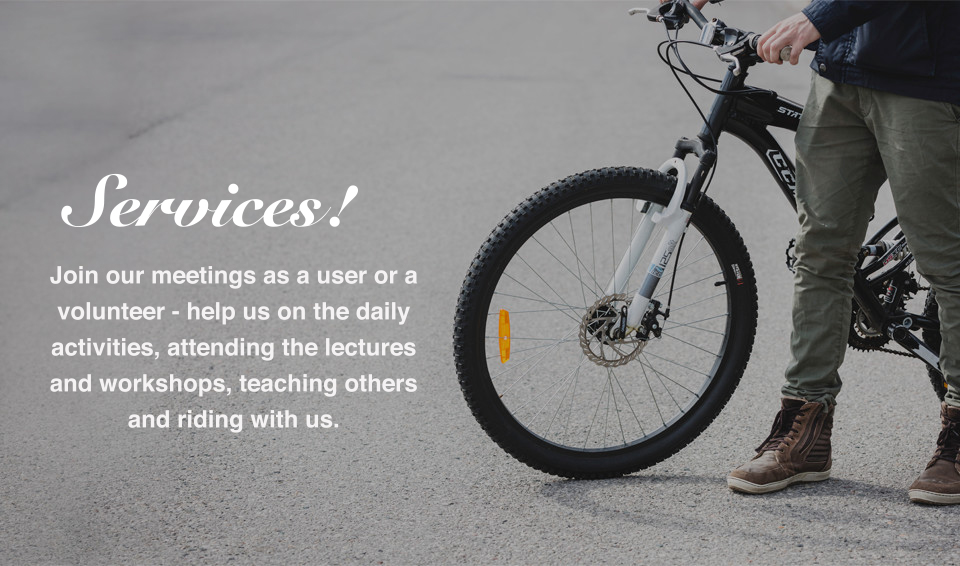 Services!
Join our meetings as a user or a
volunteer - help us on the daily
activities, attending the lectures
and workshops, teaching others
and riding with us.